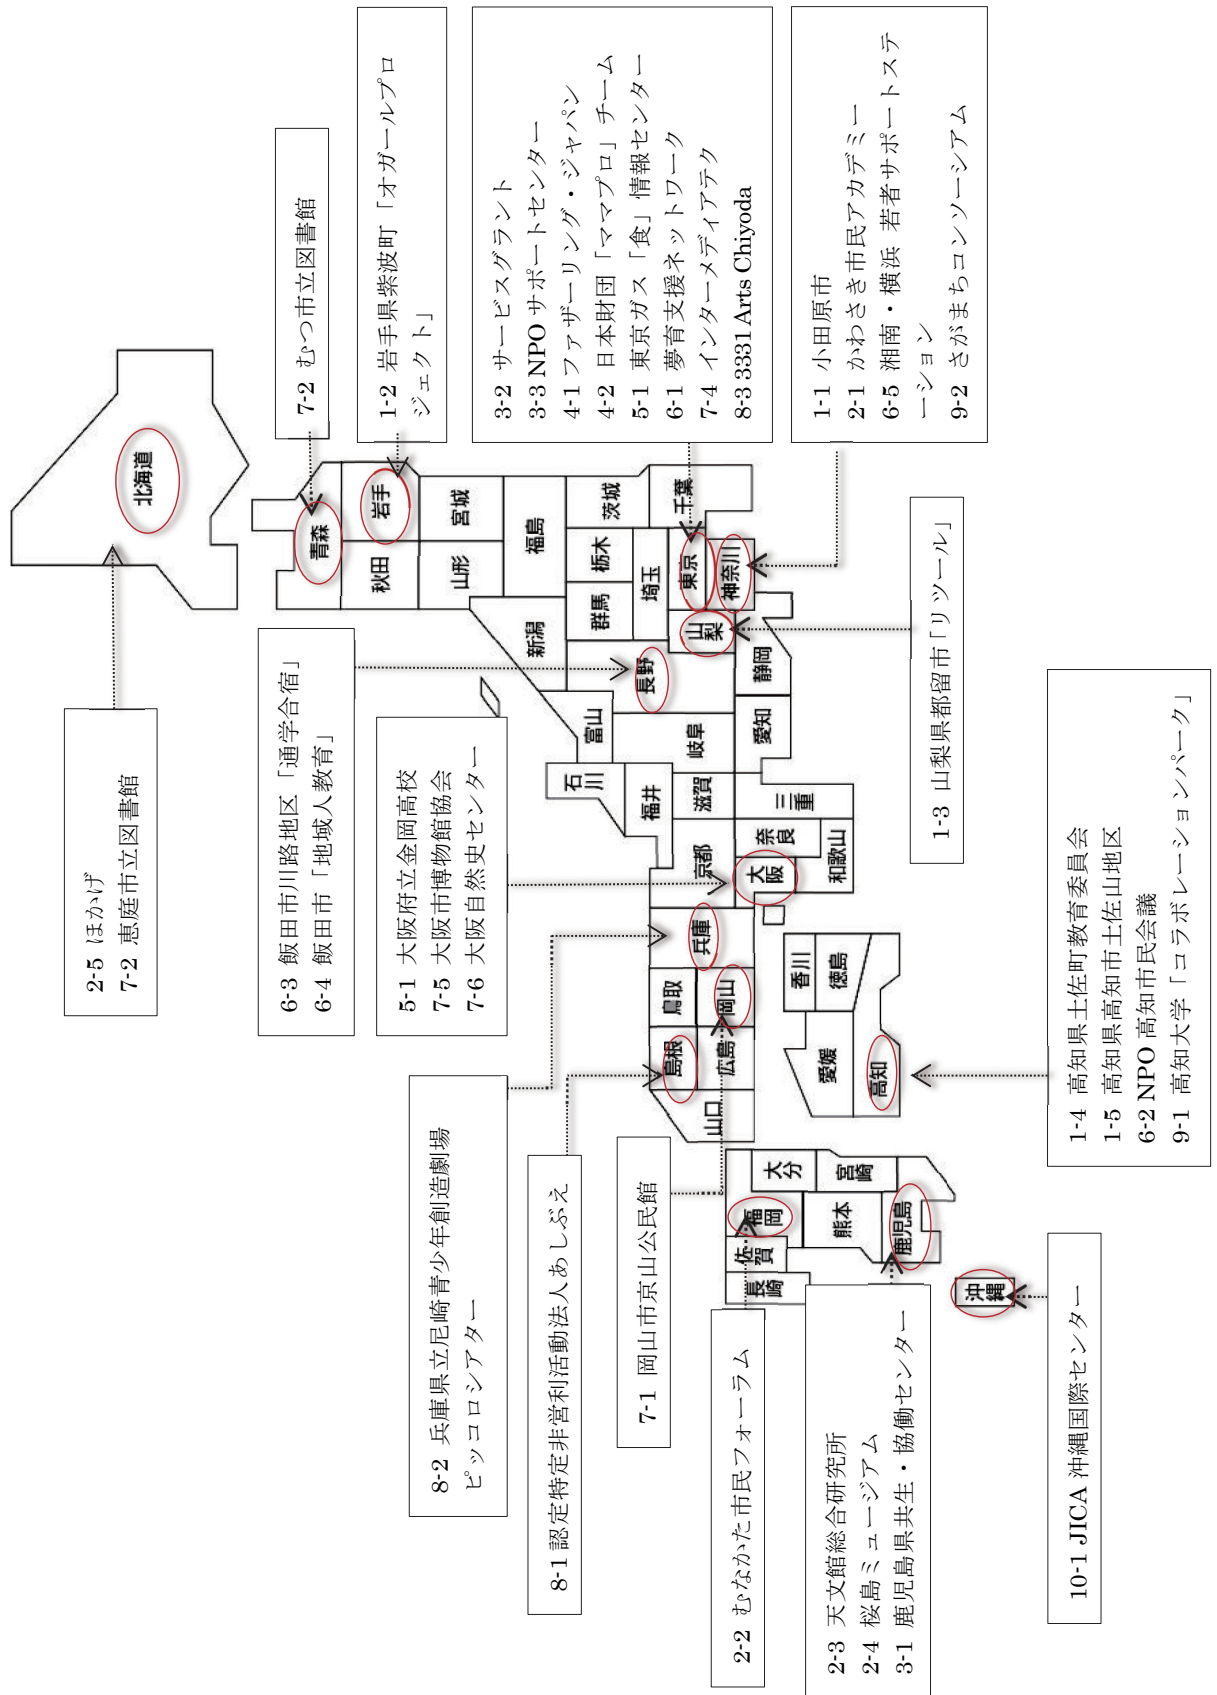 2-5 ほかげ
7-2 恵庭市立図書館
7-2 むつ市立図書館
1-2 岩手県紫波町「オガールプロ
ジェクト」
6-3 飯田市川路地区「通学合宿」
6-4 飯田市「地域人教育」
5-1 大阪府立金岡高校
7-5 大阪市博物館協会
7-6 大阪自然史センター
3-2 サービスグラント
3-3 NPO サポートセンター
4-1 ファザーリング・ジャパン
4-2 日本財団「ママプロ」チーム
5-1 東京ガス「食」情報センター
6-1 夢育支援ネットワーク
7-4 インターメディアテク
8-3 3331 Arts Chiyoda
1-1 小田原市
2-1 かわさき市民アカデミー
6-5 湘南・横浜 若者サポートステ
ーション
9-2 さがまちコンソーシアム
1-3 山梨県都留市「リツール」
8-2 兵庫県立尼崎青少年創造劇場
ピッコロシアター
8-1 認定特定非営利活動法人あしぶえ
7-1 岡山市京山公民館
1-4 高知県土佐町教育委員会
1-5 高知県高知市土佐山地区
6-2 NPO 高知市民会議
9-1 高知大学「コラボレーションパーク」
2-2 むなかた市民フォーラム
2-3 天文館総合研究所
2-4 桜島ミュージアム
3-1 鹿児島県共生・協働センター
10-1 JICA 沖縄国際センター
北海道
青森
秋田
岩手
山形
宮城
福島
新潟
群馬
栃木
茨城
埼玉
千葉
東京
神奈川
山梨
長野
静岡
富山
岐阜
愛知
石川
福井
滋賀
三重
京都
奈良
大阪
和歌山
兵庫
鳥取
岡山
島根
広島
山口
香川
徳島
愛媛
高知
福岡
大分
佐賀
長崎
熊本
宮崎
鹿児島
沖縄